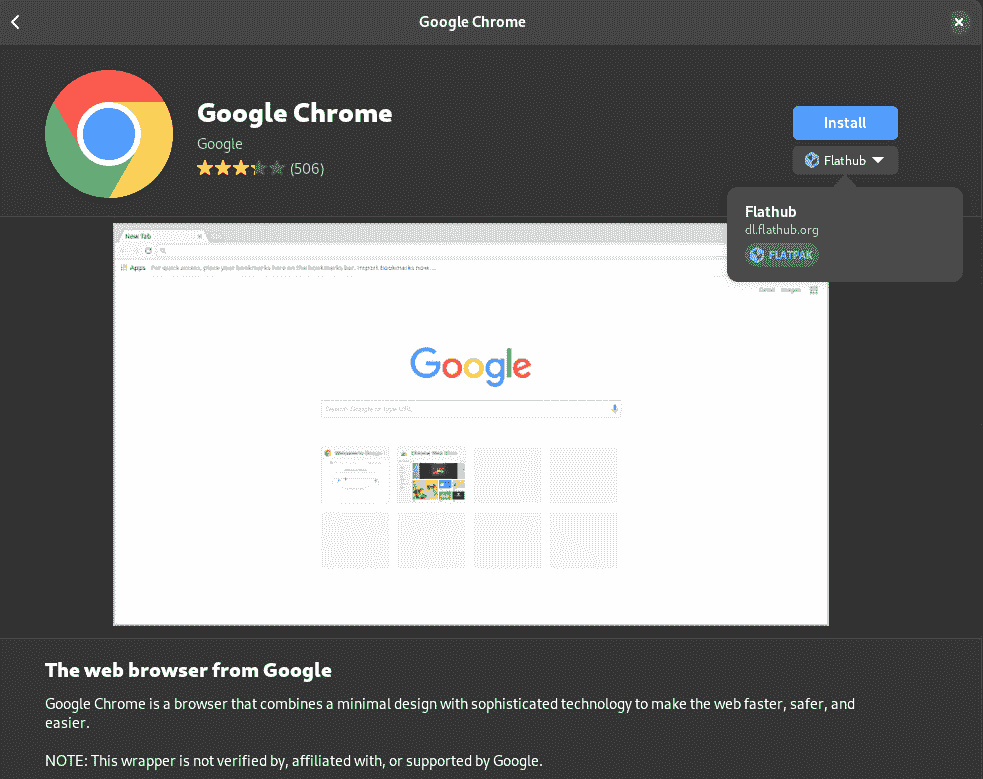 Google Chrome
Google Chrome
Google
(506)
Install
Flathub
Flathub
dl.flathub.org
FLATPAK
New Tab
Apps For quick access, place your bookmarks here on the bookmarks bar. Import bookmarks now...
Gmail Images
Google
Search Google or type URL
Welcome to Google
Chrome Web Store
The web browser from Google
Google Chrome is a browser that combines a minimal design with sophisticated technology to make the web faster, safer, and
easier.
NOTE: This wrapper is not verified by, affiliated with, or supported by Google.